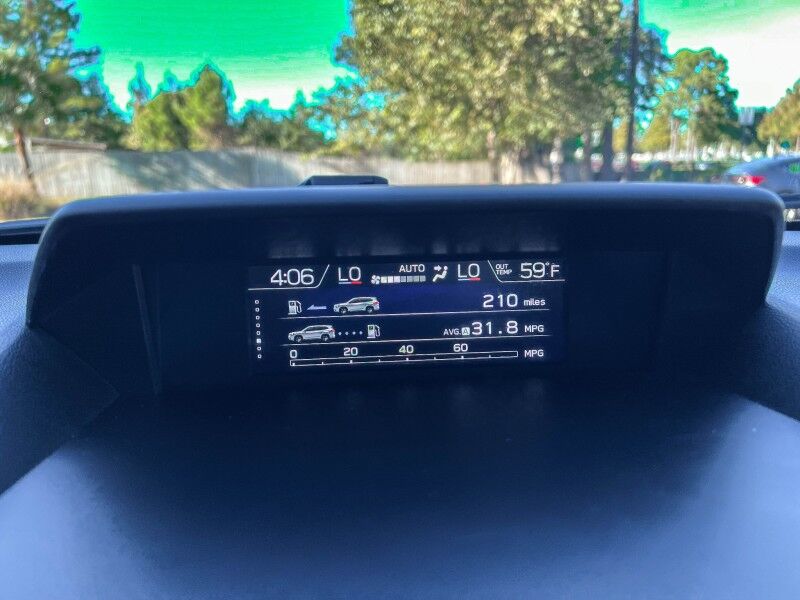 4:06 LO AUTO LO OUT TEMP 59°F
210 miles
AVG. A 31.8 MPG
0 20 40 60 MPG